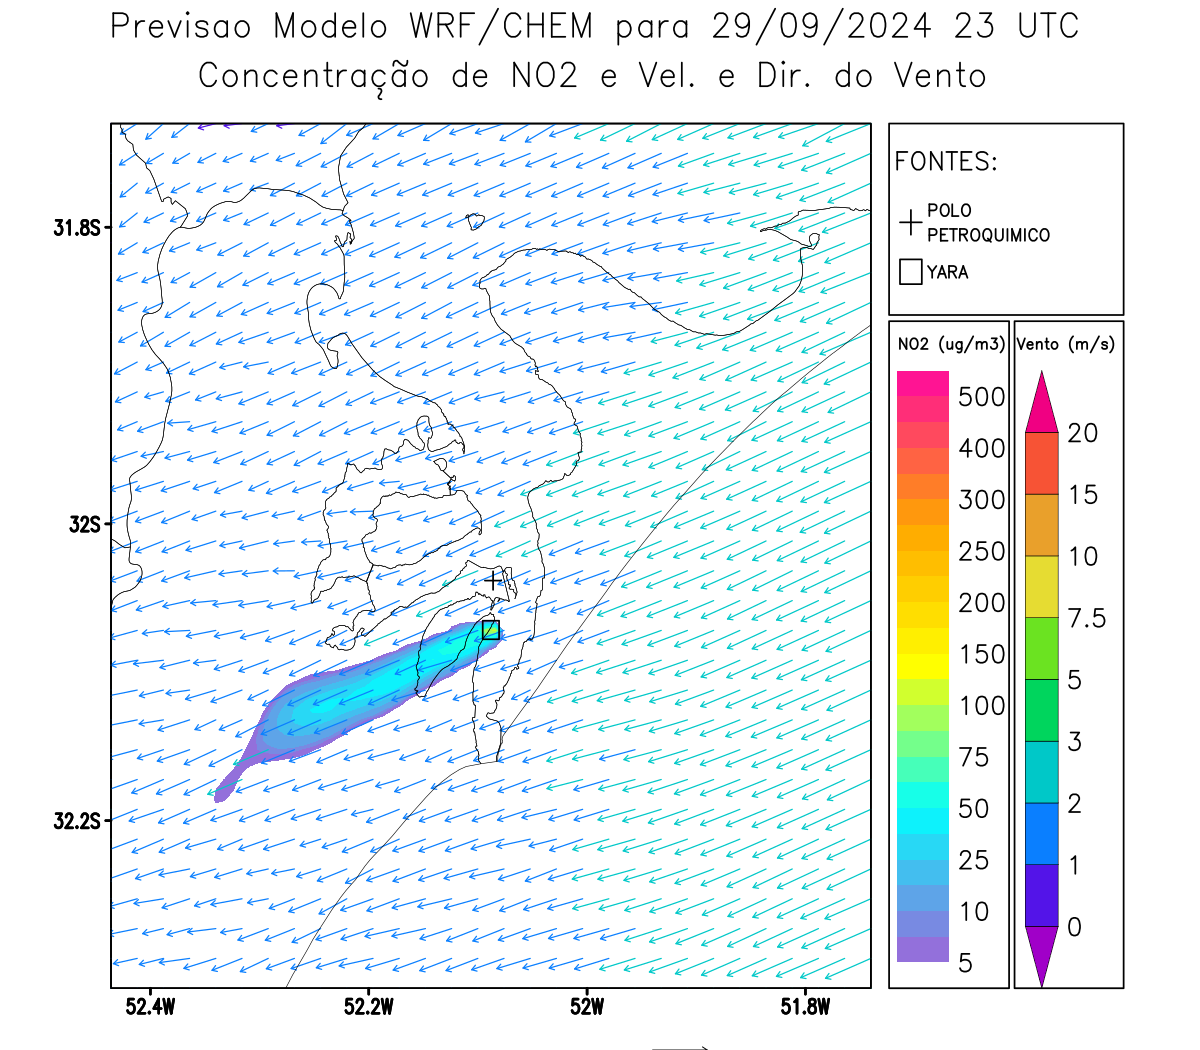 Previsao Modelo WRF/CHEM para 29/09/2024 23 UTC
Concentração de NO2 e Vel. e Dir. do Vento
FONTES:
POLO
PETROQUIMICO
YARA
31.8S
32S
32.2S
52.4W
52.2W
52W
51.8W
NO2 (ug/m3)
500
400
300
250
200
150
100
75
50
25
10
5
Vento (m/s)
20
15
10
7.5
5
3
2
1
0